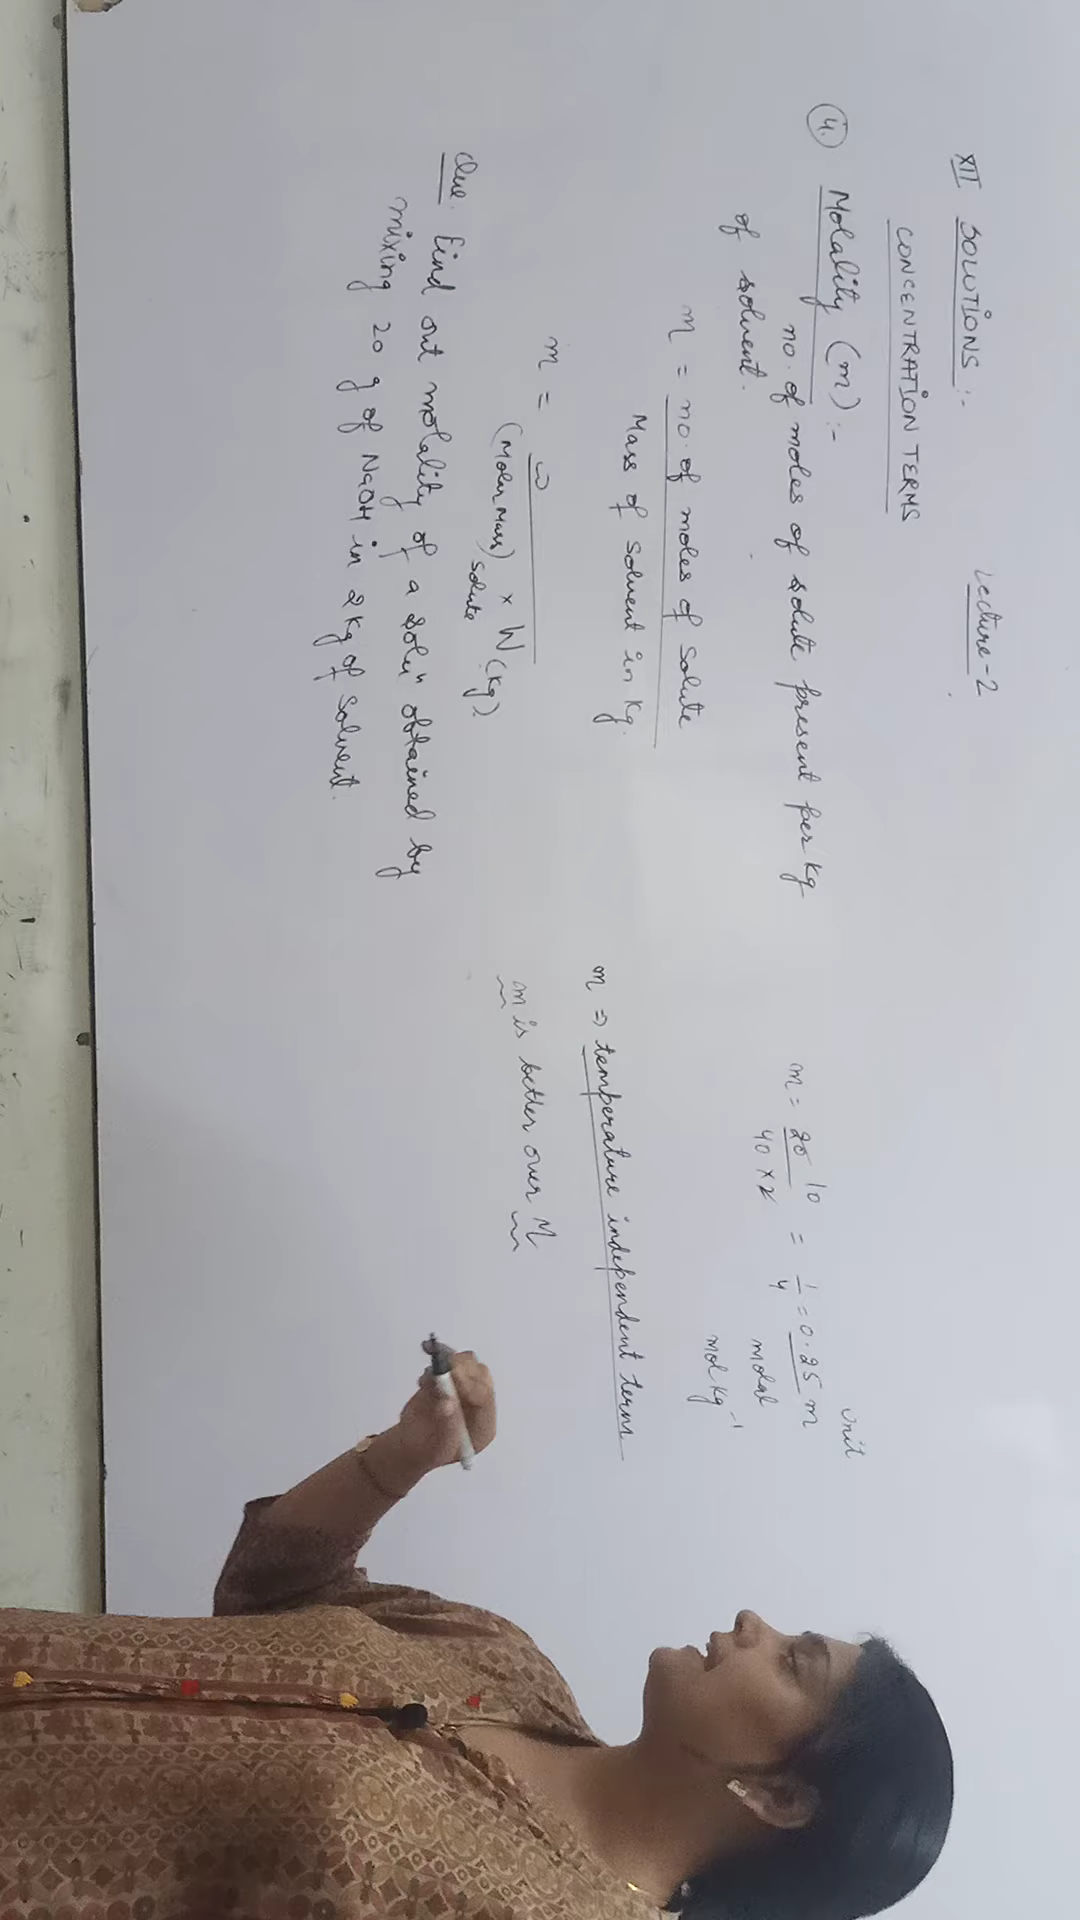 XII SOLUTIONS :- Lecture-2
CONCENTRATION TERMS
4. Molality (m) :-
no. of moles of solute present per kg
of solvent.
m = no. of moles of solute
Mass of solvent in kg.
m = w
(Molar Mass) solute × W (kg).
Que. Find out molality of a solⁿ obtained by
mixing 20 g of NaOH in 2 kg of solvent.
unit
m = 20 10 = 1 = 0.25 m
40 × 2 4
molal
mol kg⁻¹
m ⇒ temperature independent term
m is better over M